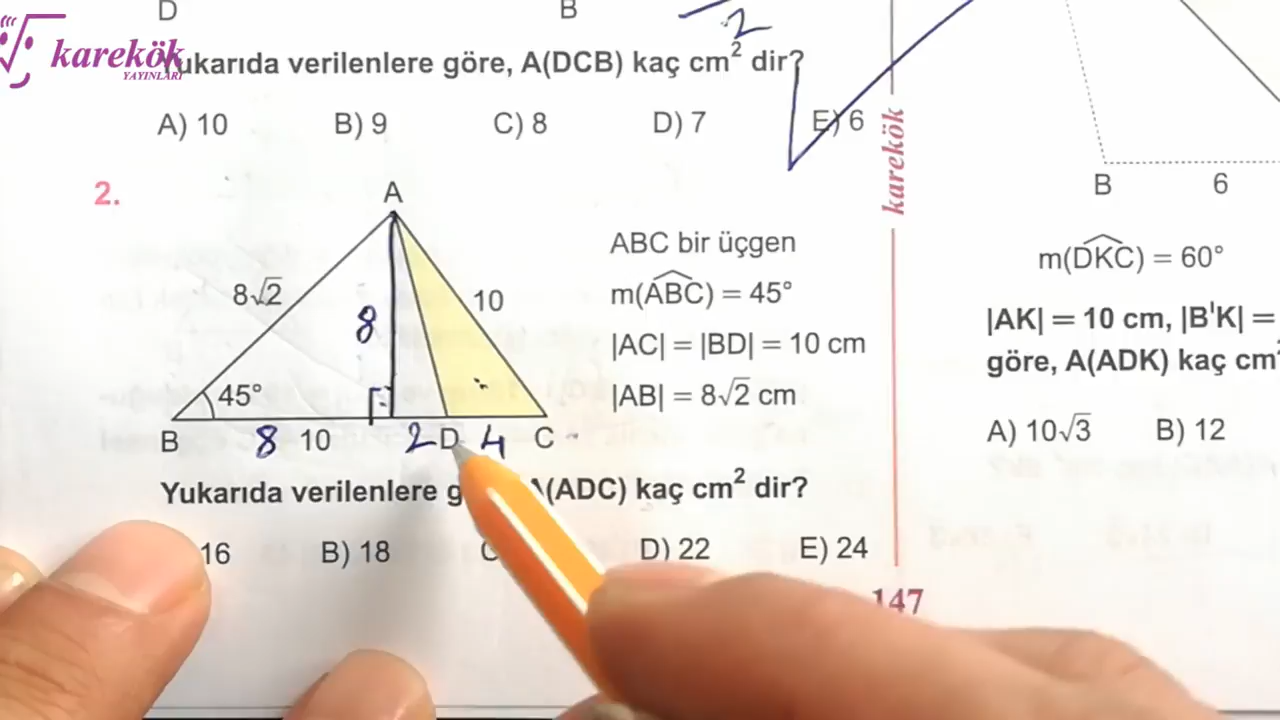 D
B
2
karekök
YAYINLARI
Yukarıda verilenlere göre, A(DCB) kaç cm² dir?
A) 10 B) 9 C) 8 D) 7 E) 6
karekök
B
6
2.
A
8√2
10
8
45°
B 8 10 2 D 4 C
ABC bir üçgen
m(ABC) = 45°
|AC| = |BD| = 10 cm
|AB| = 8√2 cm
Yukarıda verilenlere A(ADC) kaç cm² dir?
16 B) 18 D) 22 E) 24
147
m(DKC) = 60°
|AK| = 10 cm, |B'K| =
göre, A(ADK) kaç cm²
A) 10√3 B) 12